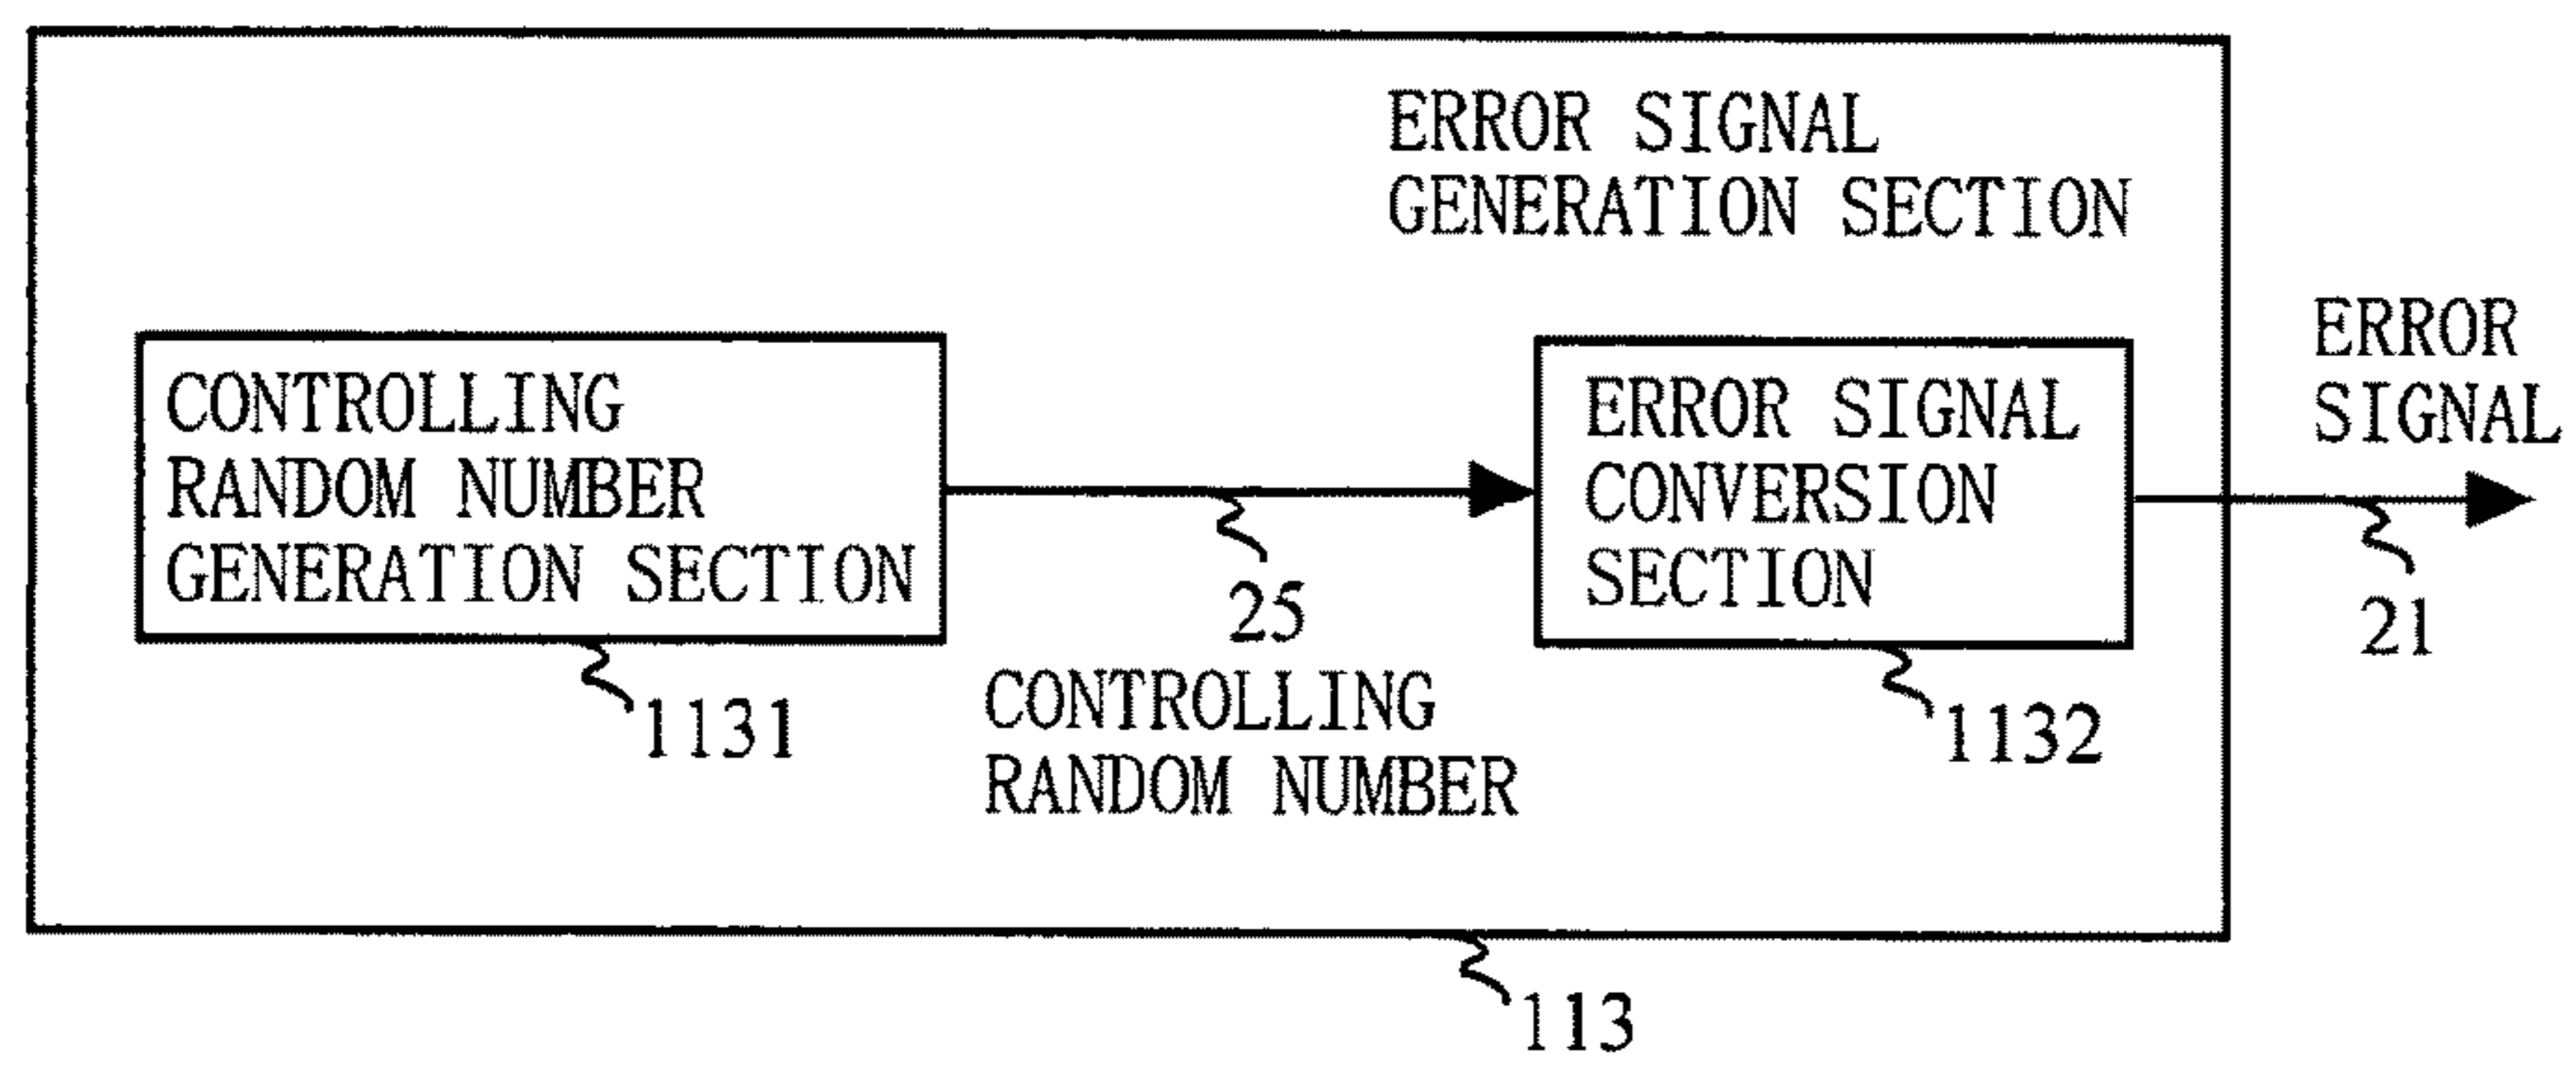 ERROR SIGNAL
GENERATION SECTION
ERROR
SIGNAL
CONTROLLING
RANDOM NUMBER
GENERATION SECTION
ERROR SIGNAL
CONVERSION
SECTION
25
21
CONTROLLING
RANDOM NUMBER
1131
1132
113